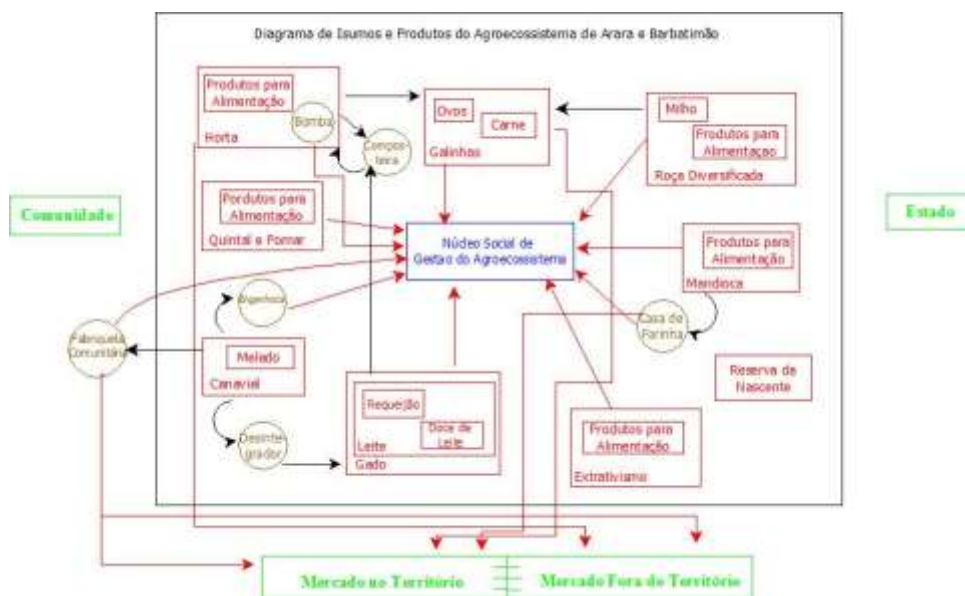 Diagrama de Isumos e Produtos do Agroecossistema de Arara e Barbatimão
Produtos para
Alimentação
Bomba
Horta
Compos-
teira
Ovos
Carne
Galinhas
Milho
Produtos para
Alimentaçao
Roça Diversificada
Comunidade
Pordutos para
Alimentação
Quintal e Pomar
Núcleo Social de
Gestao do Agroecossistema
Estado
Produtos para
Alimentação
Mandioca
Engenhoca
Casa de
Farinha
Fabriqueta
Comunitária
Melado
Canavial
Reserva da
Nascente
Requeijão
Doce de
Leite
Leite
Gado
Produtos para
Alimentação
Extrativismo
Desinte-
grador
Mercado no Território
Mercado Fora do Território